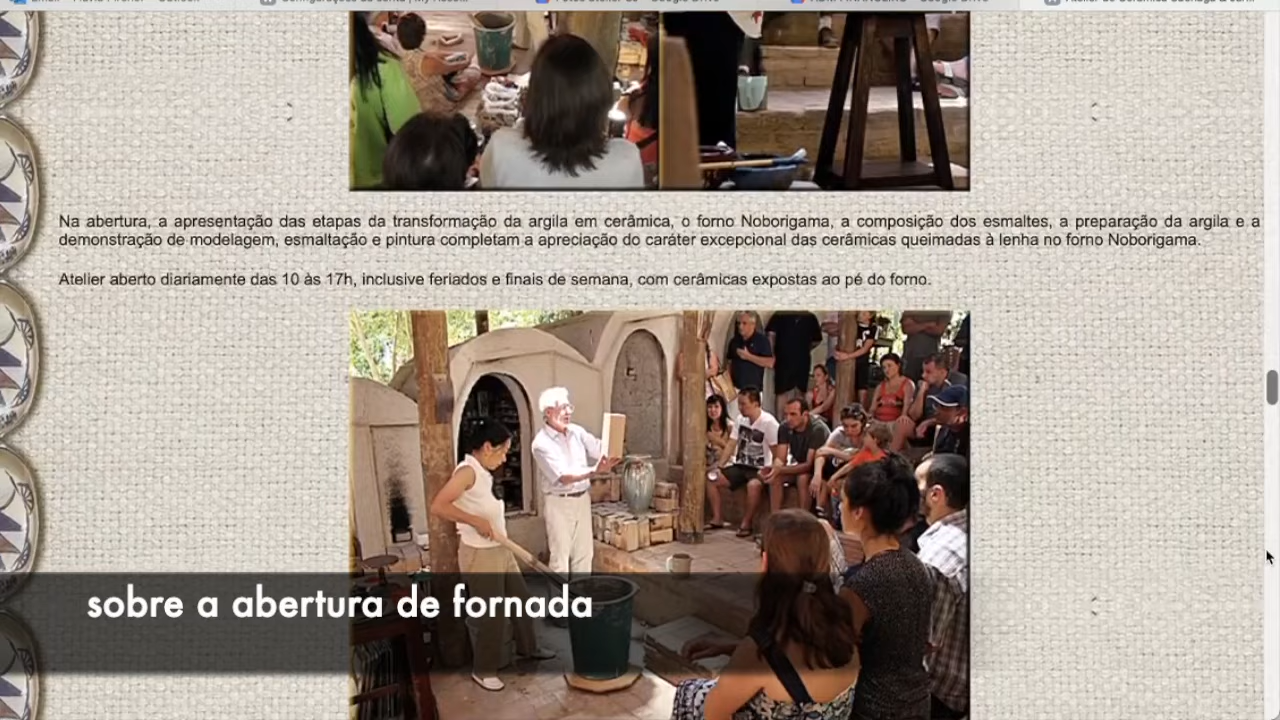 Na abertura, a apresentação das etapas da transformação da argila em cerâmica, o forno Noborigama, a composição dos esmaltes, a preparação da argila e a
demonstração de modelagem, esmaltação e pintura completam a apreciação do caráter excepcional das cerâmicas queimadas à lenha no forno Noborigama.
Atelier aberto diariamente das 10 às 17h, inclusive feriados e finais de semana, com cerâmicas expostas ao pé do forno.
sobre a abertura de fornada